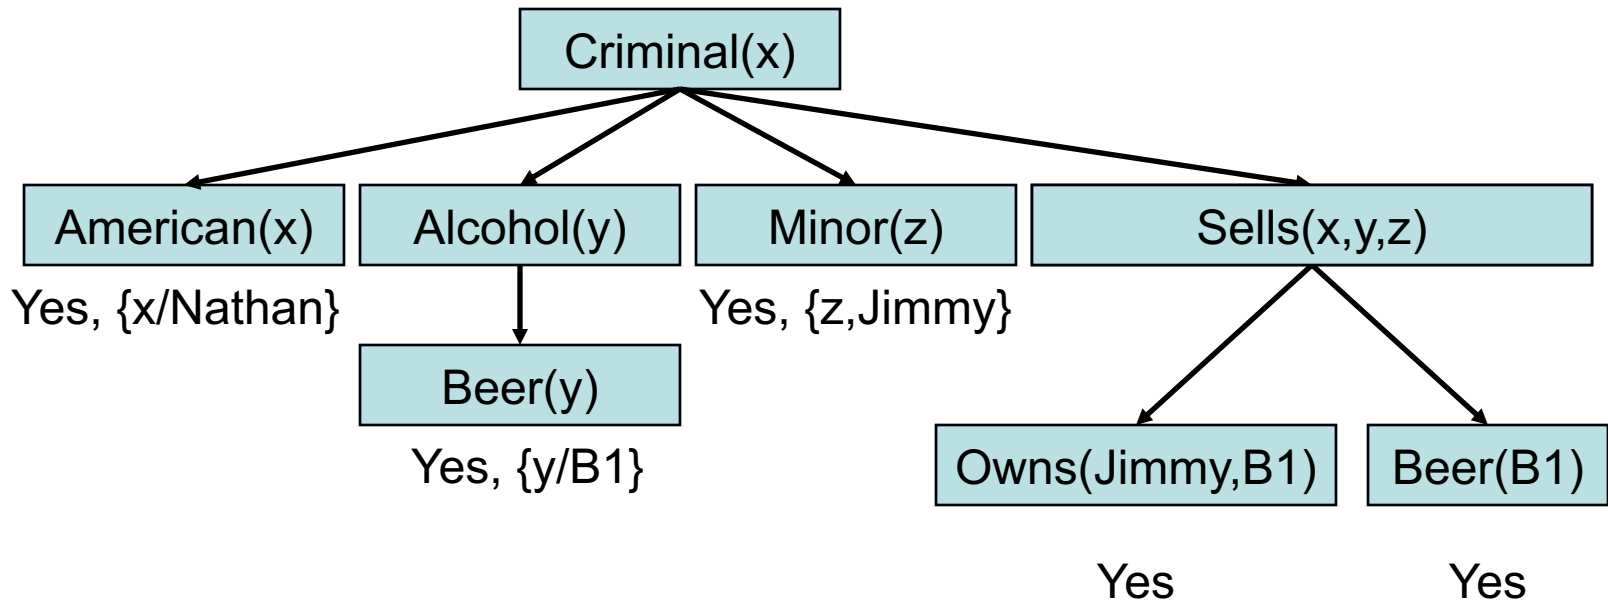 Criminal(x)
American(x)
Alcohol(y)
Minor(z)
Sells(x,y,z)
Yes, {x/Nathan}
Yes, {z,Jimmy}
Beer(y)
Yes, {y/B1}
Owns(Jimmy,B1)
Beer(B1)
Yes
Yes